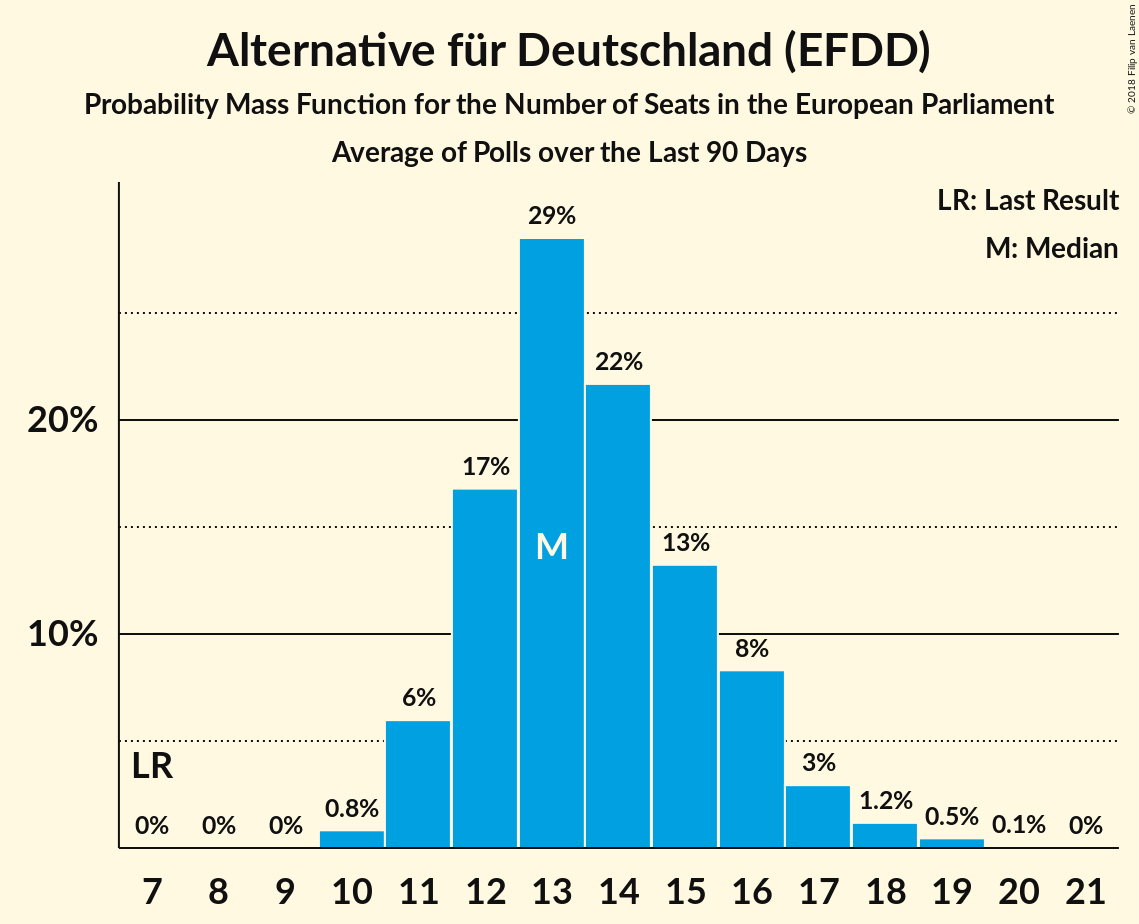 Alternative für Deutschland (EFDD)
Probability Mass Function for the Number of Seats in the European Parliament
Average of Polls over the Last 90 Days
© 2018 Filip van Laenen
LR: Last Result
M: Median
29%
22%
20%
17%
M
13%
10%
8%
6%
LR
3%
0% 0% 0% 0.8% 1.2% 0.5% 0.1% 0%
7 8 9 10 11 12 13 14 15 16 17 18 19 20 21